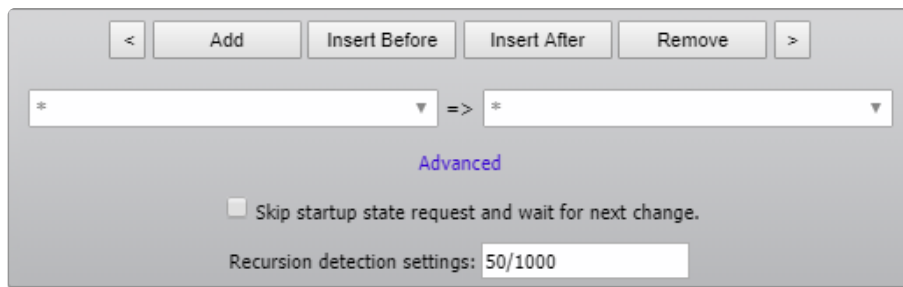 < Add Insert Before Insert After Remove >
* ▼ => * ▼
Advanced
Skip startup state request and wait for next change.
Recursion detection settings: 50/1000